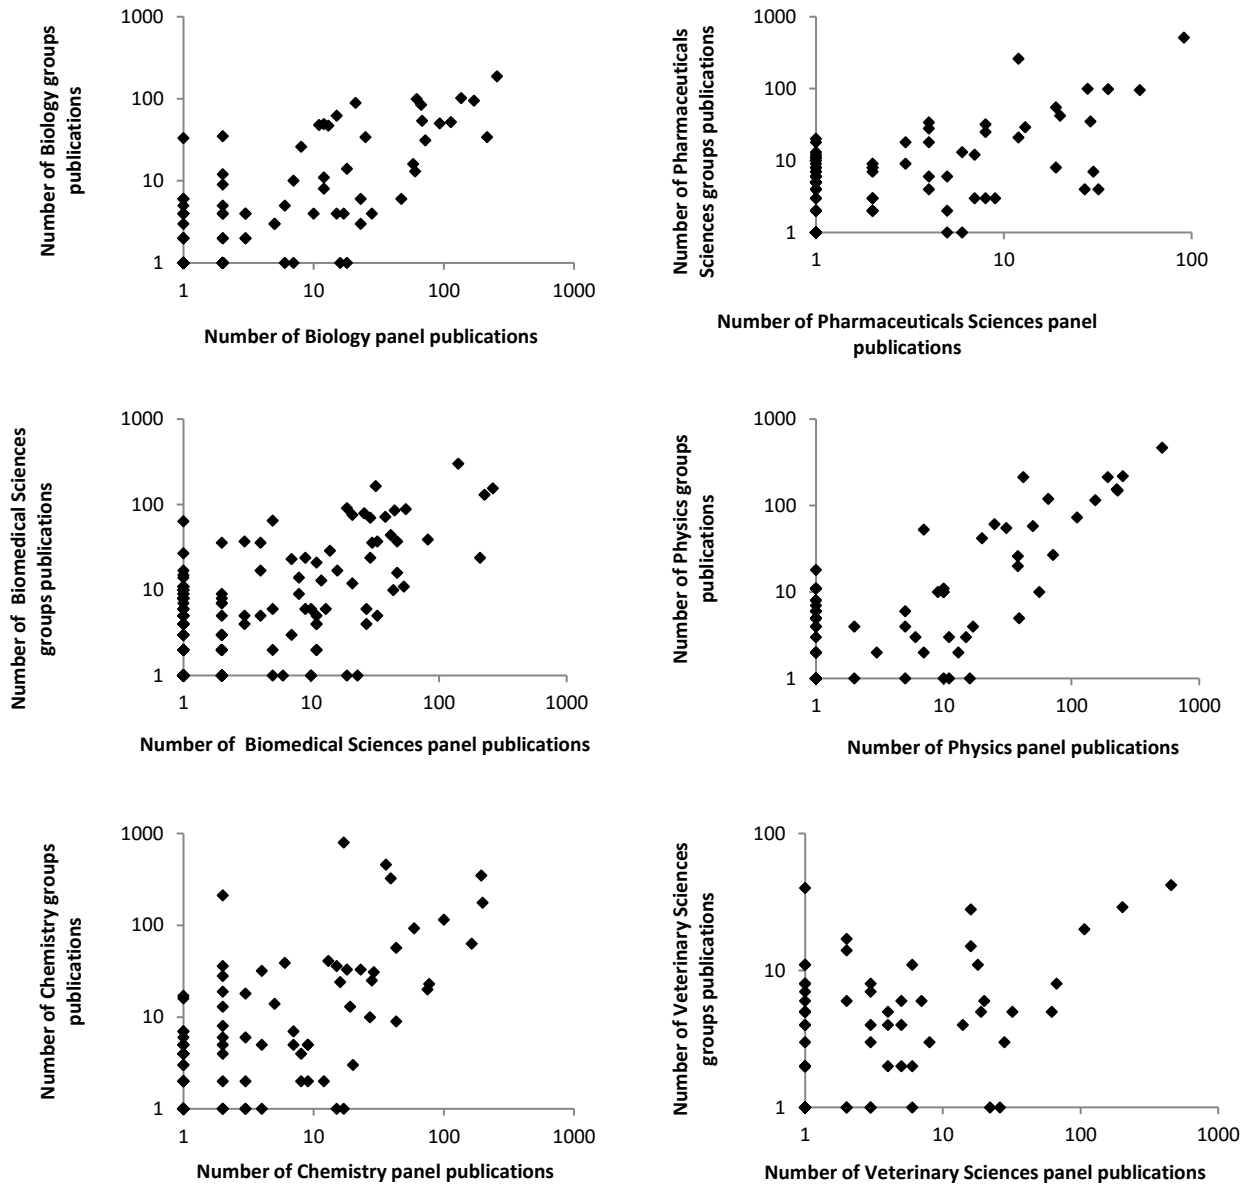 Number of Biology groups
publications
1000
100
10
1
1
10
100
1000
Number of Biology panel publications
Number of Pharmaceuticals
Sciences groups publications
1000
100
10
1
1
10
100
Number of Pharmaceuticals Sciences panel
publications
Number of  Biomedical Sciences
groups publications
1000
100
10
1
1
10
100
1000
Number of  Biomedical Sciences panel publications
Number of Physics groups
publications
1000
100
10
1
1
10
100
1000
Number of Physics panel publications
Number of Chemistry groups
publications
1000
100
10
1
1
10
100
1000
Number of Chemistry panel publications
Number of Veterinary Sciences
groups publications
100
10
1
1
10
100
1000
Number of Veterinary Sciences panel publications